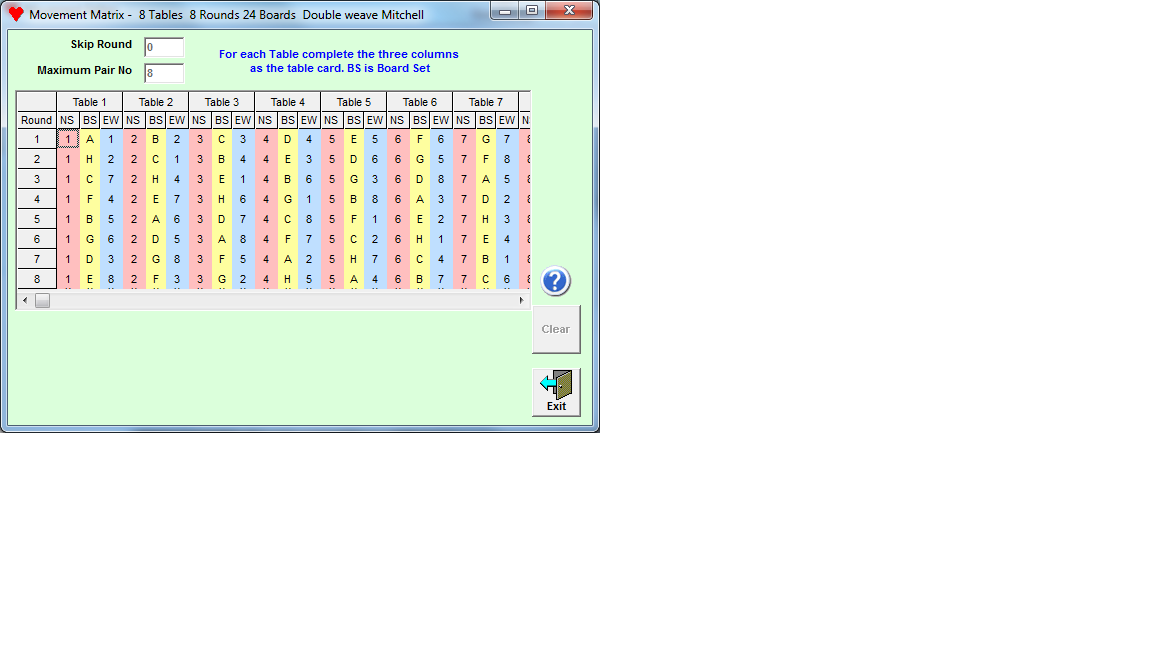 Movement Matrix - 8 Tables 8 Rounds 24 Boards Double weave Mitchell
Skip Round 0
For each Table complete the three columns
Maximum Pair No 8
as the table card. BS is Board Set
Table 1 Table 2 Table 3 Table 4 Table 5 Table 6 Table 7
Round NS BS EW NS BS EW NS BS EW NS BS EW NS BS EW NS BS EW NS BS EW
1 1 A 1 2 B 2 3 C 3 4 D 4 5 E 5 6 F 6 7 G 7
2 1 H 2 2 C 1 3 B 4 4 E 3 5 D 6 6 G 5 7 F 8
3 1 C 7 2 H 4 3 E 1 4 B 6 5 G 3 6 D 8 7 A 5
4 1 F 4 2 E 7 3 H 6 4 G 1 5 B 8 6 A 3 7 D 2
5 1 B 5 2 A 6 3 D 7 4 C 8 5 F 1 6 E 2 7 H 3
6 1 G 6 2 D 5 3 A 8 4 F 7 5 C 2 6 H 1 7 E 4
7 1 D 3 2 G 8 3 F 5 4 A 2 5 H 7 6 C 4 7 B 1
8 1 E 8 2 F 3 3 G 2 4 H 5 5 A 4 6 B 7 7 C 6
?
Clear
Exit